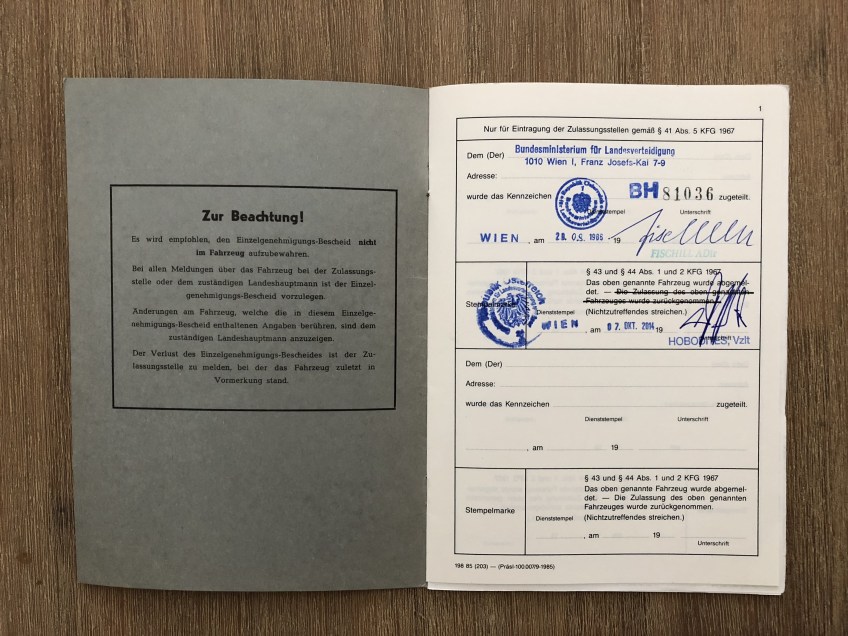 Zur Beachtung!
Es wird empfohlen, den Einzelgenehmigungs-Bescheid nicht
im Fahrzeug aufzubewahren.
Bei allen Meldungen über das Fahrzeug bei der Zulassungs-
stelle oder dem zuständigen Landeshauptmann ist der Einzel-
genehmigungs-Bescheid vorzulegen.
Änderungen am Fahrzeug, welche die in diesem Einzelge-
nehmigungs-Bescheid enthaltenen Angaben berühren, sind dem
zuständigen Landeshauptmann anzuzeigen.
Der Verlust des Einzelgenehmigungs-Bescheides ist der Zu-
lassungsstelle zu melden, bei der das Fahrzeug zuletzt in
Vormerkung stand.
1
Nur für Eintragung der Zulassungsstellen gemäß § 41 Abs. 5 KFG 1967
Dem (Der) Bundesministerium für Landesverteidigung
1010 Wien I, Franz Josefs-Kai 7-9
Adresse:
wurde das Kennzeichen BH 81036 zugeteilt.
Dienststempel Unterschrift
WIEN, am 19
§ 43 und § 44 Abs. 1 und 2 KFG 1967
Das oben genannte Fahrzeug wurde abgemel-
det. — Die Zulassung des oben genannten
Fahrzeuges wurde zurückgenommen.
Stempelmarke Dienststempel (Nichtzutreffendes streichen.)
WIEN, am 07. OKT. 2014 19
Dem (Der)
Adresse:
wurde das Kennzeichen zugeteilt.
Dienststempel Unterschrift
, am 19
§ 43 und § 44 Abs. 1 und 2 KFG 1967
Das oben genannte Fahrzeug wurde abgemel-
det. — Die Zulassung des oben genannten
Fahrzeuges wurde zurückgenommen.
Stempelmarke Dienststempel (Nichtzutreffendes streichen.)
, am 19
Unterschrift
198 85 (203) — (Präsl-100.007/9-1985)